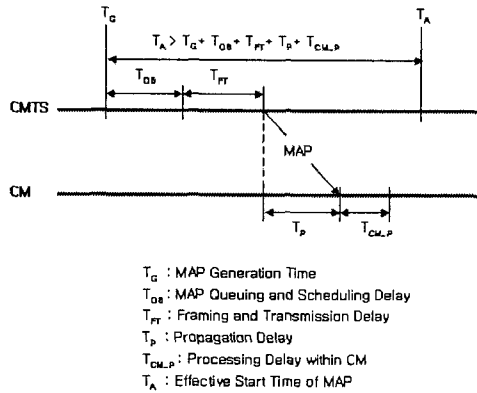 T_G T_A
T_A > T_G + T_QS + T_FT + T_P + T_CM_P
T_QS T_FT
CMTS
MAP
CM
T_P T_CM_P
T_G : MAP Generation Time
T_QS : MAP Queuing and Scheduling Delay
T_FT : Framing and Transmission Delay
T_P : Propagation Delay
T_CM_P : Processing Delay within CM
T_A : Effective Start Time of MAP